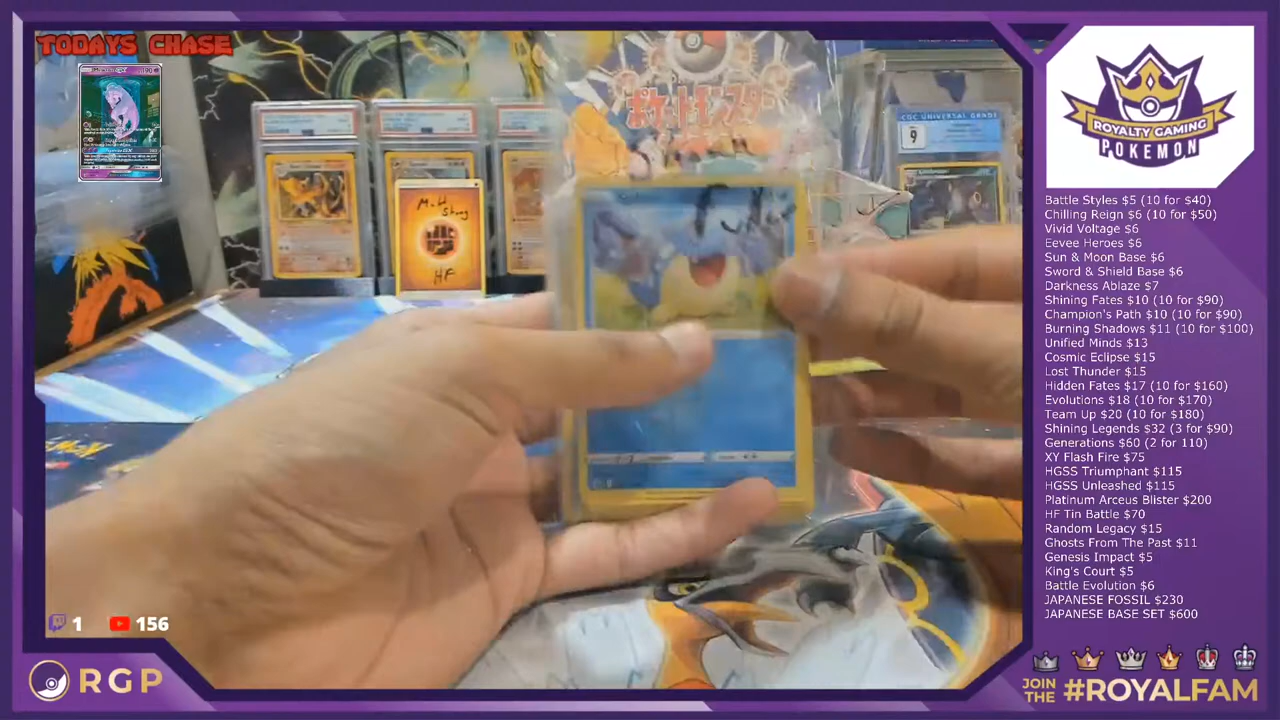 TODAYS CHASE
ポケットモンスター
CGC UNIVERSAL GRADE
9
M.H
Shang
HF
1
156
RGP
ROYALTY GAMING
POKEMON
Battle Styles $5 (10 for $40)
Chilling Reign $6 (10 for $50)
Vivid Voltage $6
Eevee Heroes $6
Sun & Moon Base $6
Sword & Shield Base $6
Darkness Ablaze $7
Shining Fates $10 (10 for $90)
Champion's Path $10 (10 for $90)
Burning Shadows $11 (10 for $100)
Unified Minds $13
Cosmic Eclipse $15
Lost Thunder $15
Hidden Fates $17 (10 for $160)
Evolutions $18 (10 for $170)
Team Up $20 (10 for $180)
Shining Legends $32 (3 for $90)
Generations $60 (2 for 110)
XY Flash Fire $75
HGSS Triumphant $115
HGSS Unleashed $115
Platinum Arceus Blister $200
HF Tin Battle $70
Random Legacy $15
Ghosts From The Past $11
Genesis Impact $5
King's Court $5
Battle Evolution $6
JAPANESE FOSSIL $230
JAPANESE BASE SET $600
JOIN THE #ROYALFAM